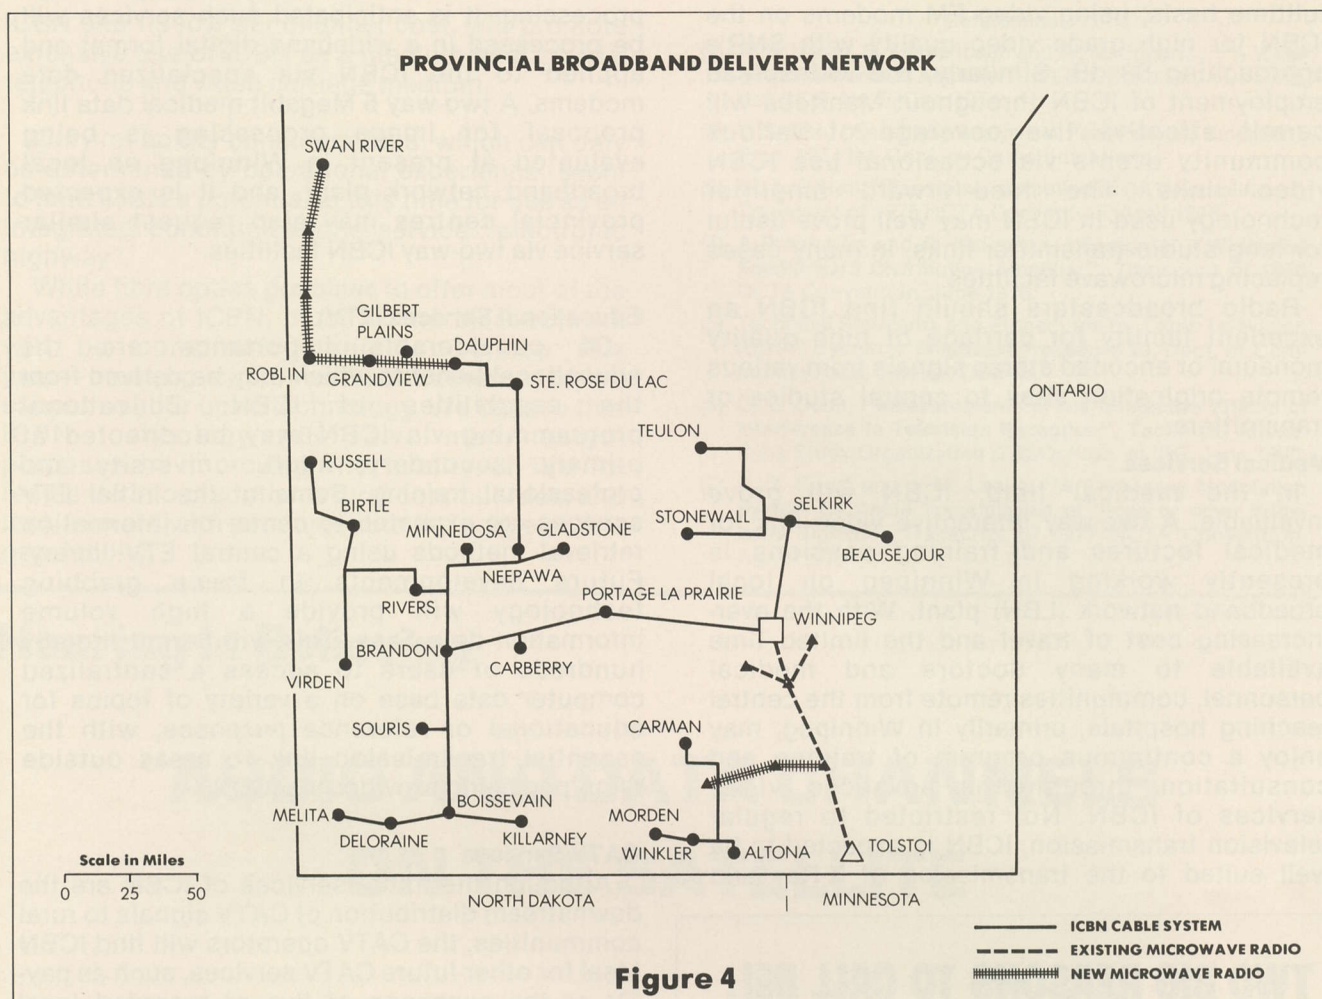 PROVINCIAL BROADBAND DELIVERY NETWORK
SWAN RIVER
GILBERT
PLAINS
DAUPHIN
ROBLIN
GRANDVIEW
STE. ROSE DU LAC
ONTARIO
TEULON
RUSSELL
BIRTLE
SELKIRK
STONEWALL
MINNEDOSA
GLADSTONE
BEAUSEJOUR
NEEPAWA
RIVERS
PORTAGE LA PRAIRIE
WINNIPEG
BRANDON
CARBERRY
VIRDEN
SOURIS
CARMAN
BOISSEVAIN
MELITA
MORDEN
DELORAINE
KILLARNEY
WINKLER
ALTONA
TOLSTOI
Scale in Miles
0 25 50
NORTH DAKOTA
MINNESOTA
ICBN CABLE SYSTEM
EXISTING MICROWAVE RADIO
NEW MICROWAVE RADIO
Figure 4